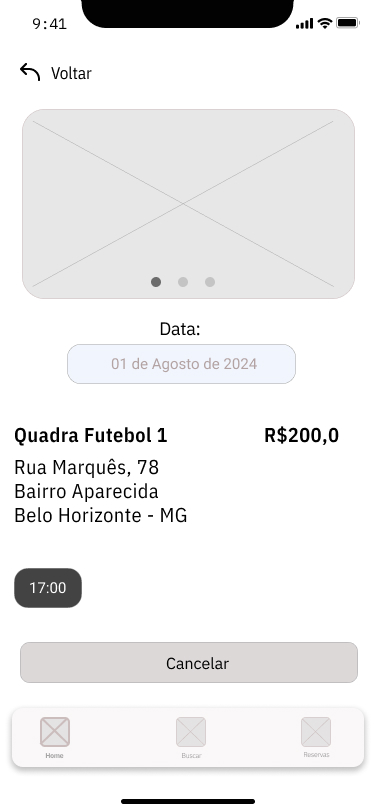 9:41
Voltar
Data:
01 de Agosto de 2024
Quadra Futebol 1 R$200,0
Rua Marquês, 78
Bairro Aparecida
Belo Horizonte - MG
17:00
Cancelar
Home Buscar Reservas